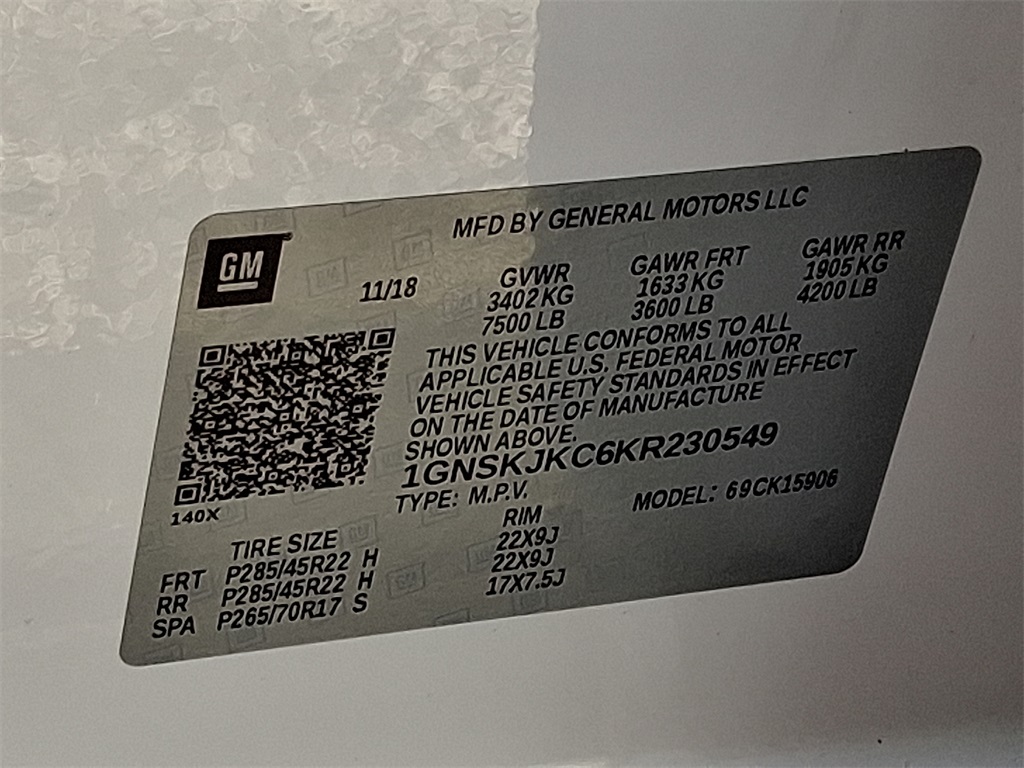 MFD BY GENERAL MOTORS LLC
GM
11/18
GVWR GAWR FRT GAWR RR
3402 KG 1633 KG 1905 KG
7500 LB 3600 LB 4200 LB
THIS VEHICLE CONFORMS TO ALL
APPLICABLE U.S. FEDERAL MOTOR
VEHICLE SAFETY STANDARDS IN EFFECT
ON THE DATE OF MANUFACTURE
SHOWN ABOVE.
1GNSKJKC6KR230549
TYPE: M.P.V. MODEL: 69CK15906
140X
TIRE SIZE RIM
FRT P285/45R22 H 22X9J
RR P285/45R22 H 22X9J
SPA P265/70R17 S 17X7.5J